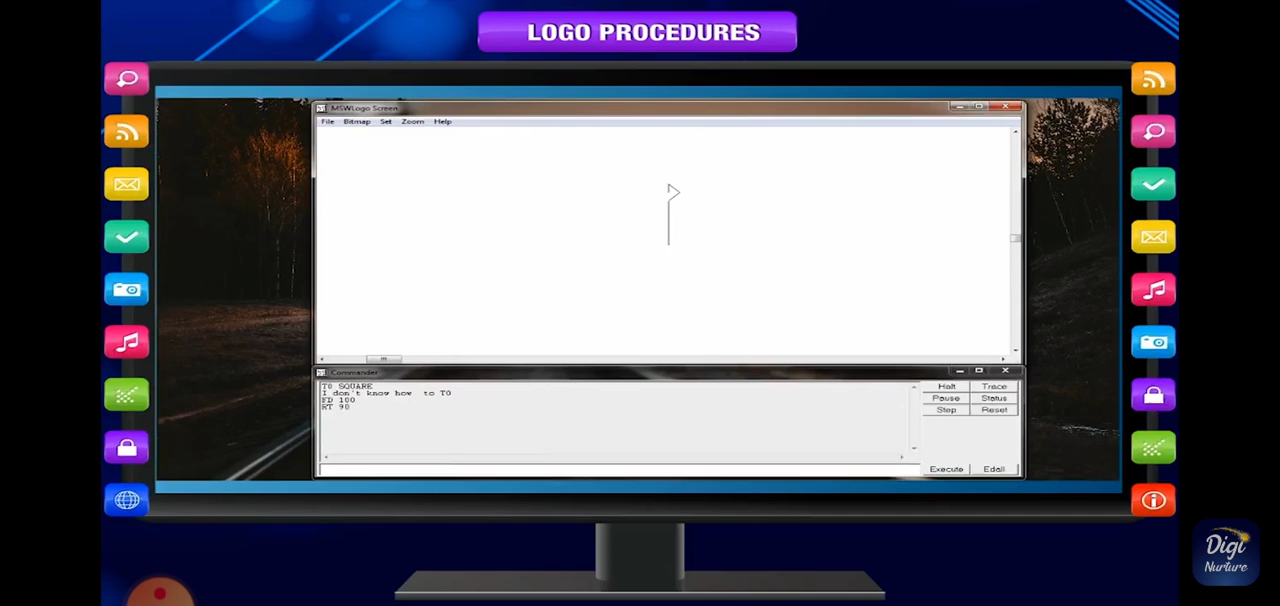 LOGO PROCEDURES
MSWLogo Screen
File Bitmap Set Zoom Help
Commander
TO SQUARE
I don't know how  to TO
FD 100
RT 90
Halt Trace
Pause Status
Step Reset
Execute Edall
Digi
Nurture